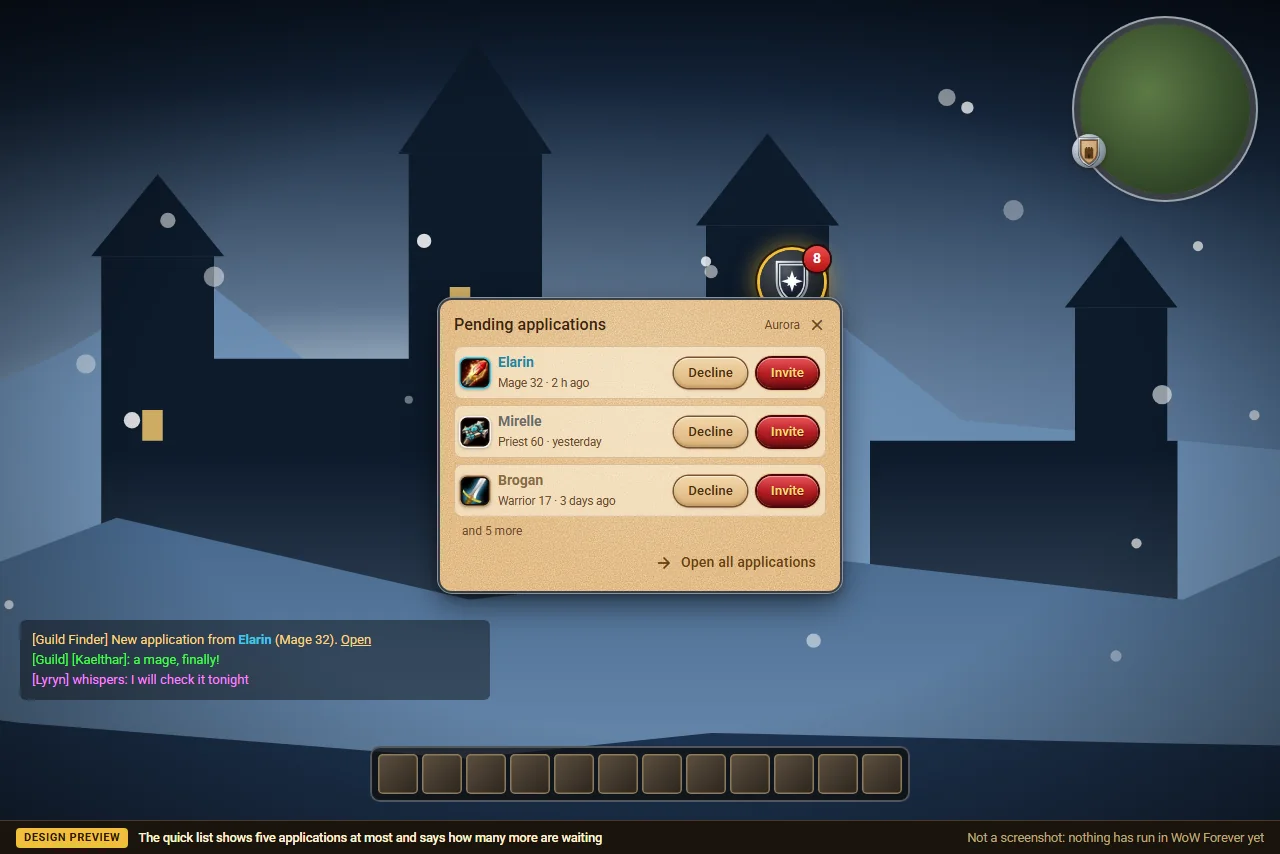 8
Pending applications
Aurora
Elarin
Mage 32 · 2 h ago
Decline
Invite
Mirelle
Priest 60 · yesterday
Decline
Invite
Brogan
Warrior 17 · 3 days ago
Decline
Invite
and 5 more
Open all applications
[Guild Finder] New application from Elarin (Mage 32). Open
[Guild] [Kaelthar]: a mage, finally!
[Lyryn] whispers: I will check it tonight
DESIGN PREVIEW
The quick list shows five applications at most and says how many more are waiting
Not a screenshot: nothing has run in WoW Forever yet